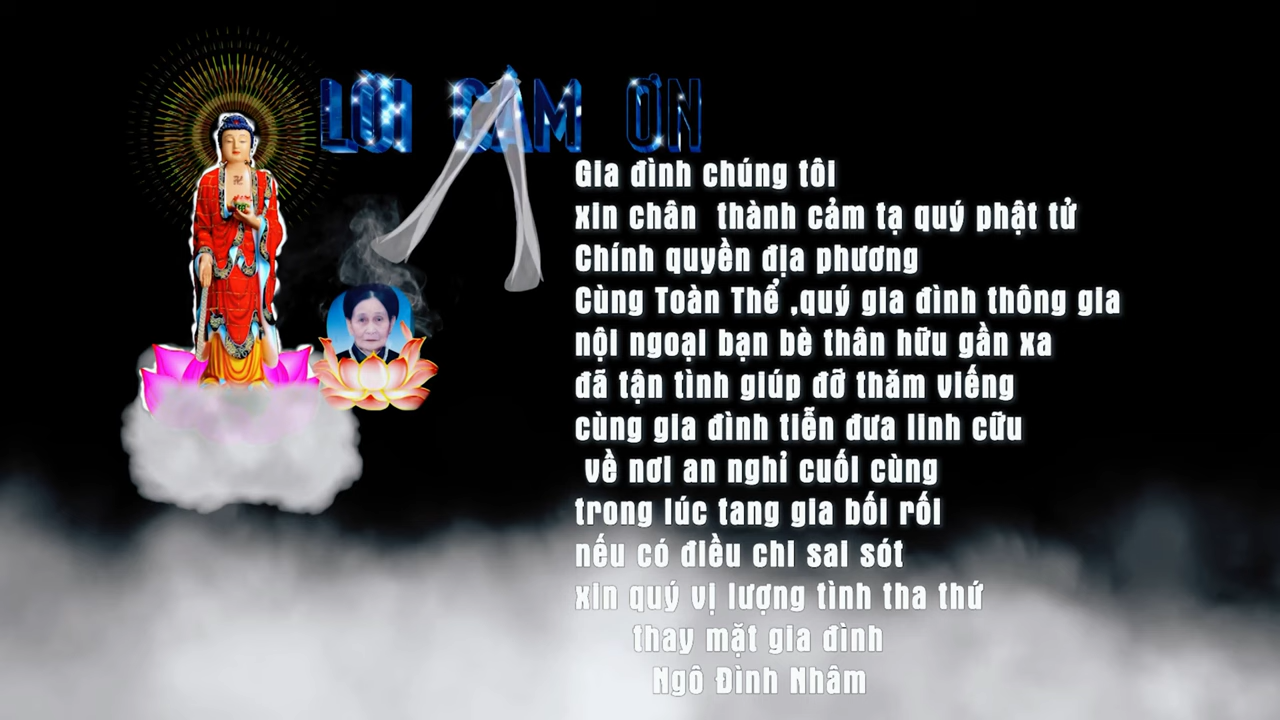 LỜI CẢM ƠN
Gia đình chúng tôi
xin chân thành cảm tạ quý phật tử
Chính quyền địa phương
Cùng Toàn Thể ,quý gia đình thông gia
nội ngoại bạn bè thân hữu gần xa
đã tận tình giúp đỡ thăm viếng
cùng gia đình tiễn đưa linh cữu
về nơi an nghỉ cuối cùng
trong lúc tang gia bối rối
nếu có điều chi sai sót
xin quý vị lượng tình tha thứ
thay mặt gia đình
Ngô Đình Nhâm